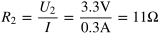 R₂ = U₂/I = 3.3V/0.3A = 11Ω